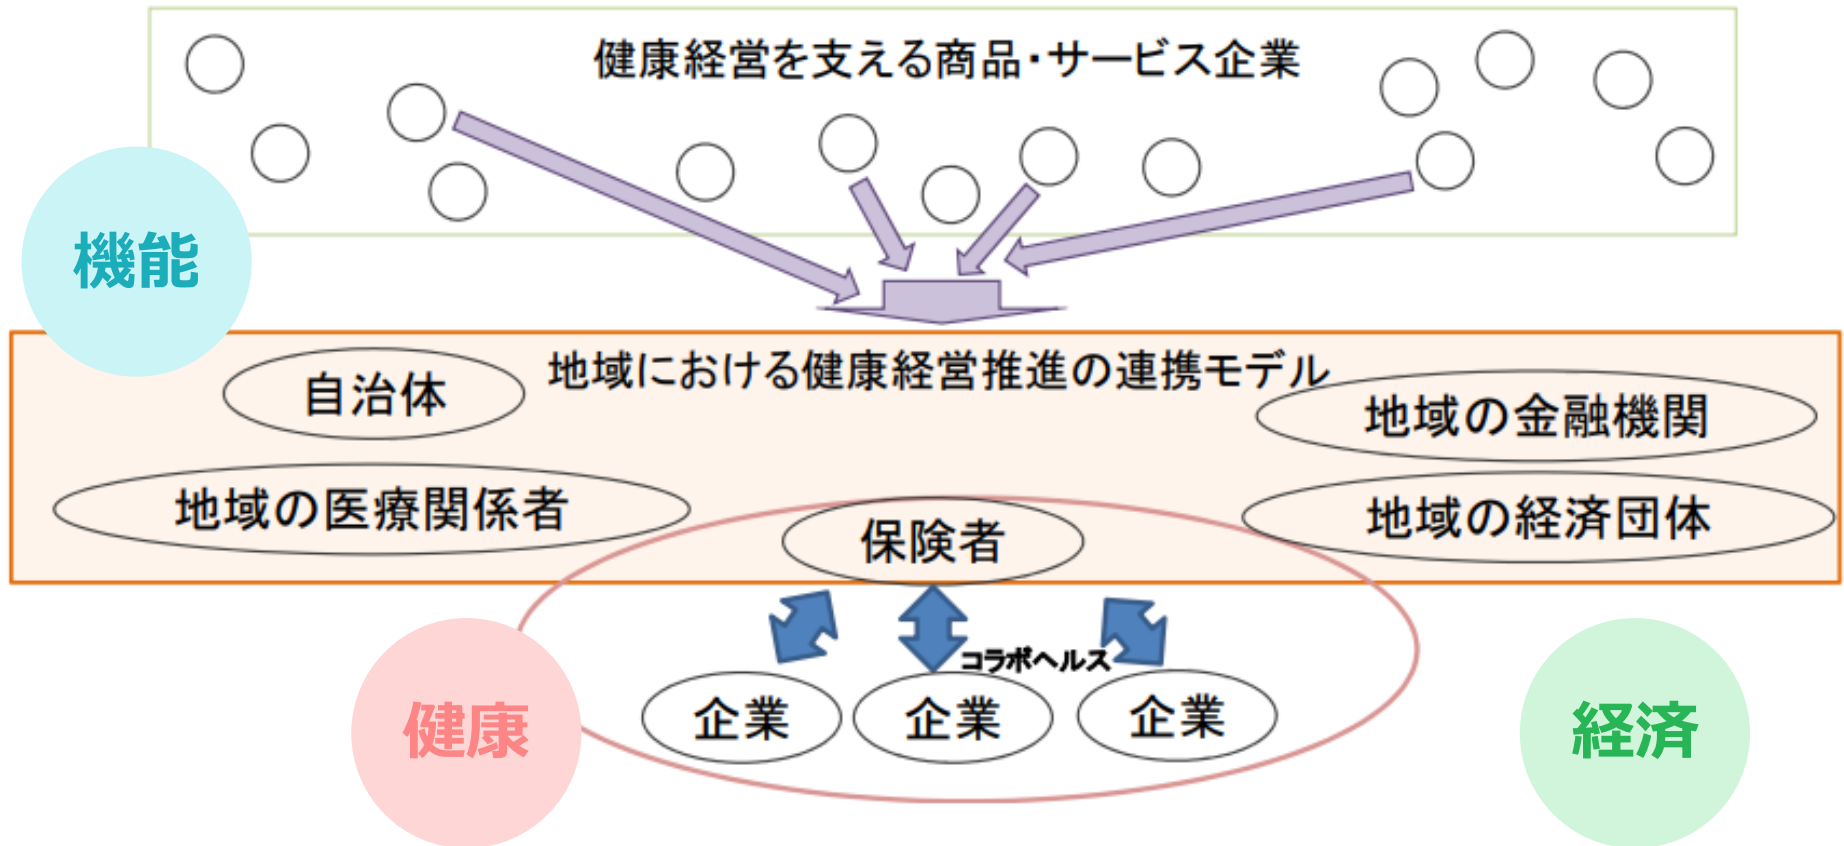 健康経営を支える商品・サービス企業
機能
地域における健康経営推進の連携モデル
自治体
地域の金融機関
地域の医療関係者
地域の経済団体
保険者
コラボヘルス
企業
企業
企業
健康
経済